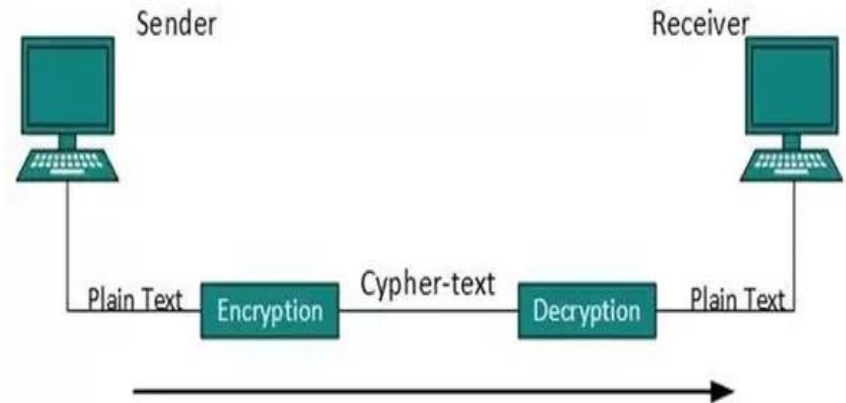 Sender
Receiver
Plain Text
Encryption
Cypher-text
Decryption
Plain Text